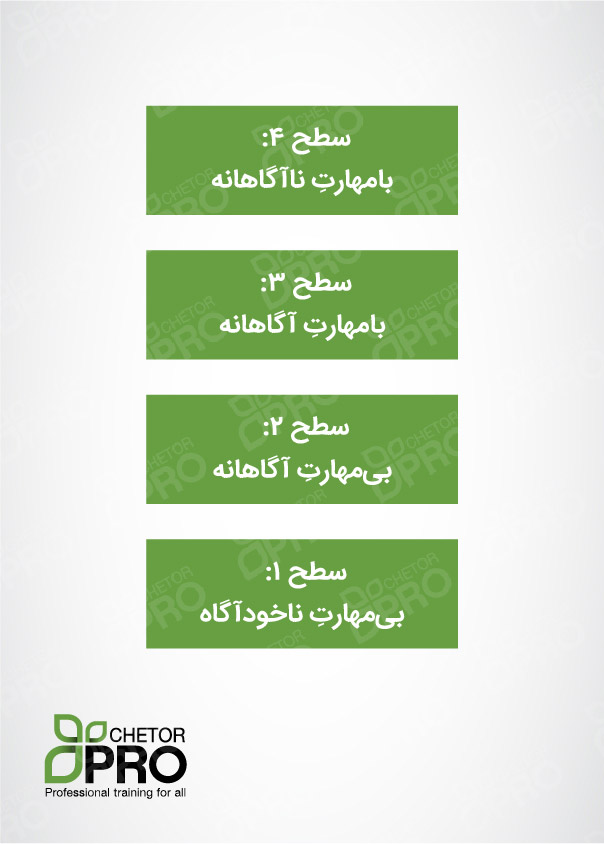 سطح ۴:
بامهارتِ ناآگاهانه
سطح ۳:
بامهارتِ آگاهانه
سطح ۲:
بی‌مهارتِ آگاهانه
سطح ۱:
بی‌مهارتِ ناخودآگاه
CHETOR
PRO
Professional training for all